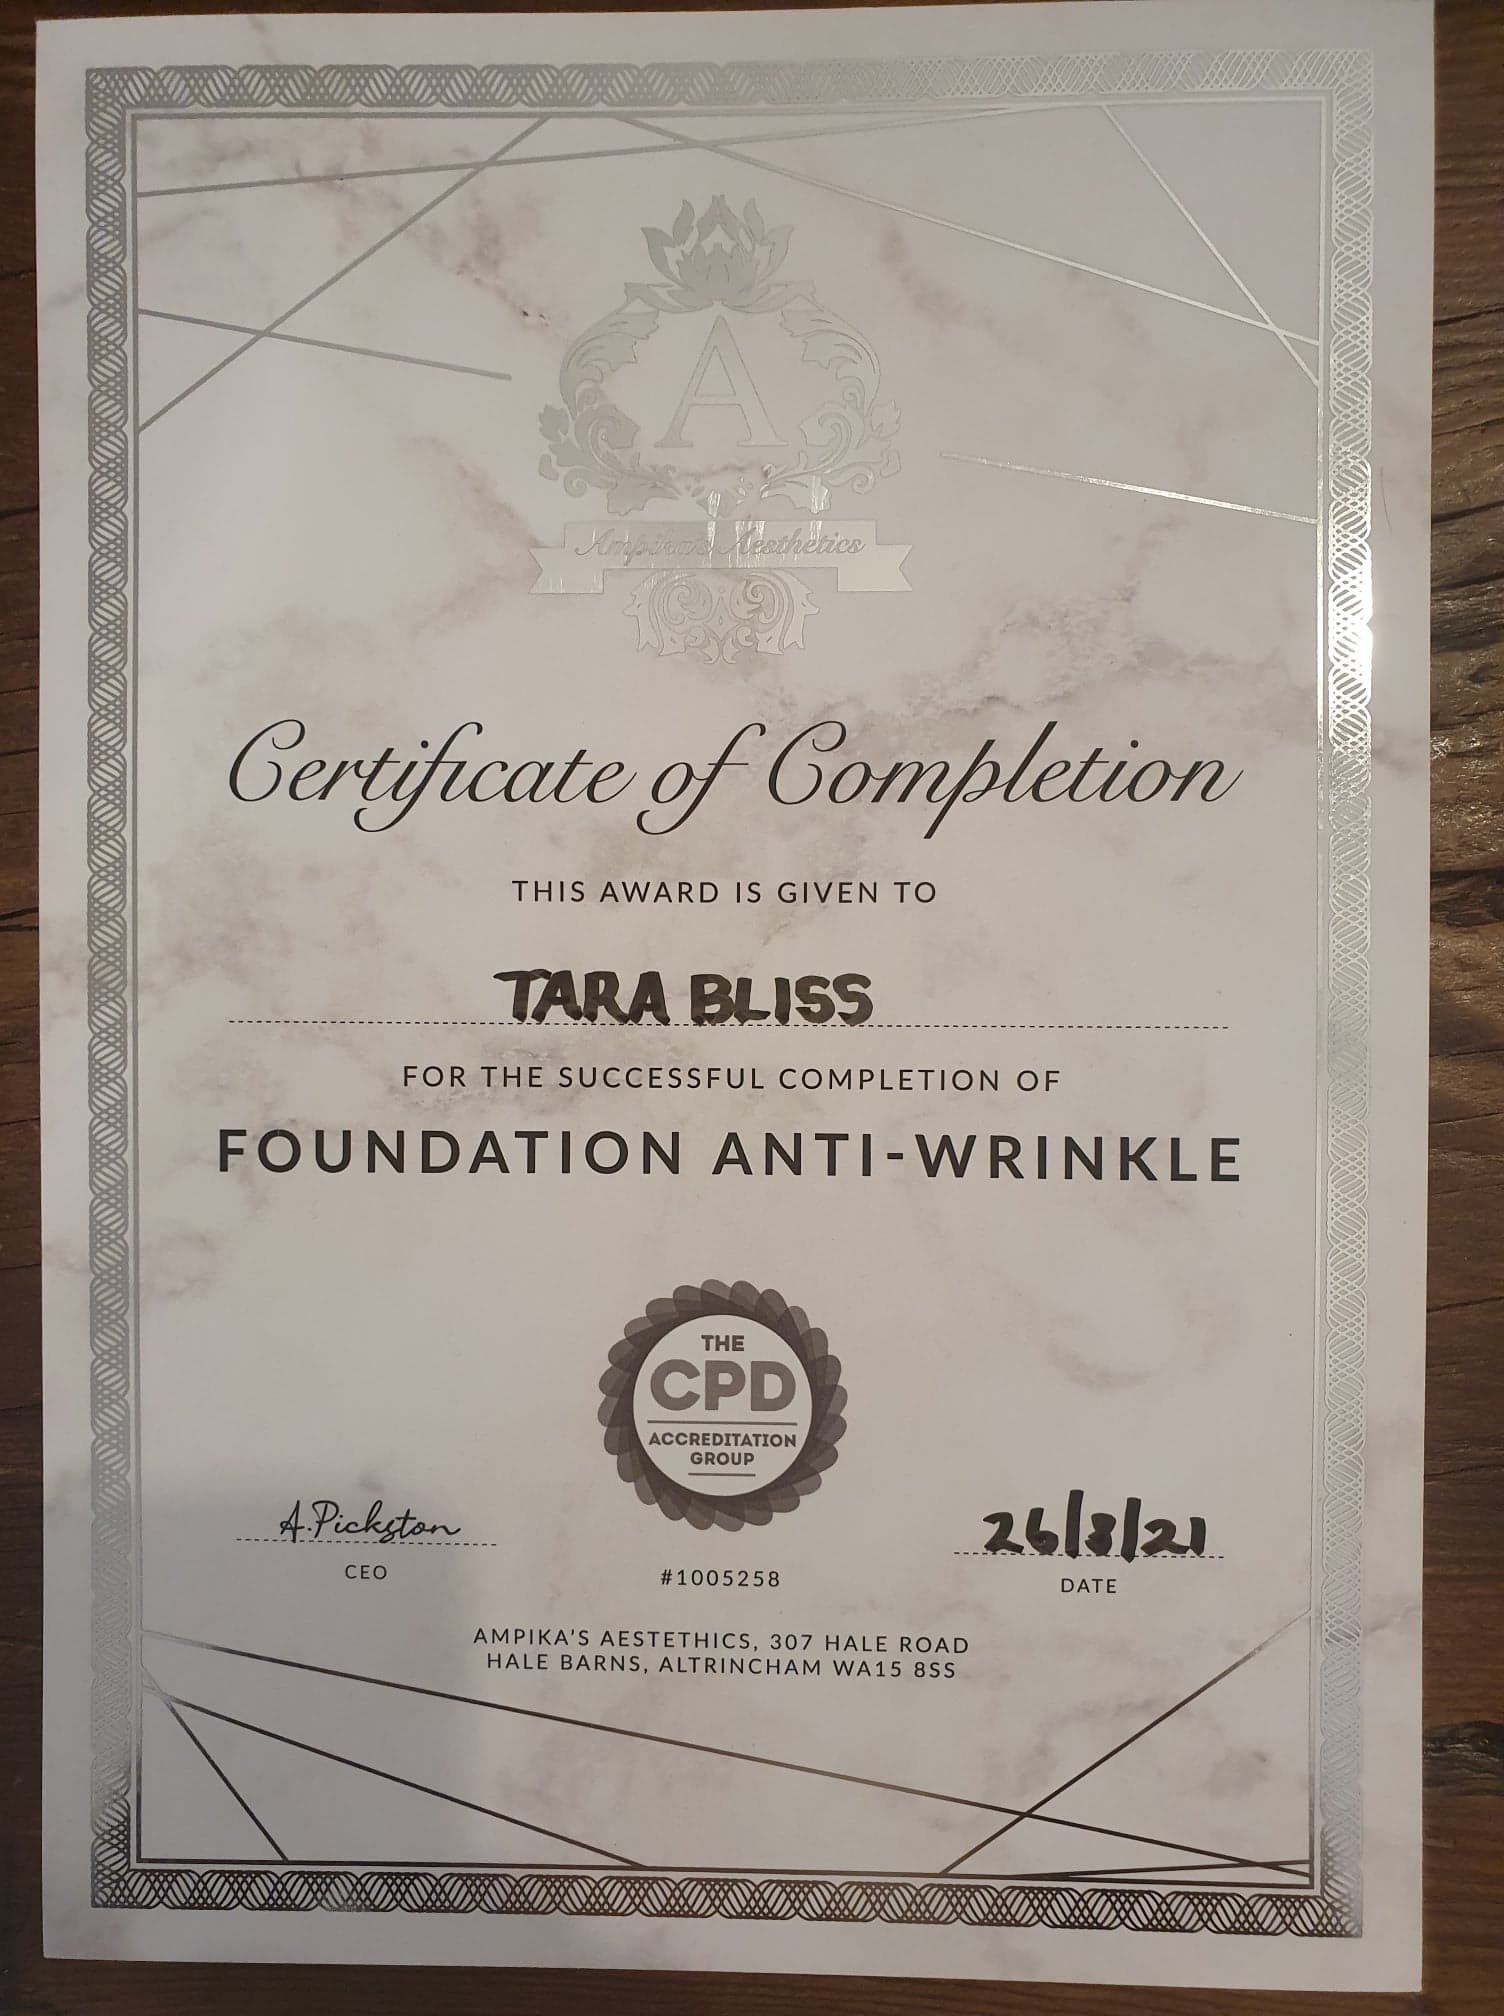 A
Ampika's Aesthetics
Certificate of Completion
THIS AWARD IS GIVEN TO
TARA BLISS
FOR THE SUCCESSFUL COMPLETION OF
FOUNDATION ANTI-WRINKLE
THE
CPD
ACCREDITATION
GROUP
A.Pickston
CEO
#1005258
26/8/21
DATE
AMPIKA'S AESTETHICS, 307 HALE ROAD
HALE BARNS, ALTRINCHAM WA15 8SS